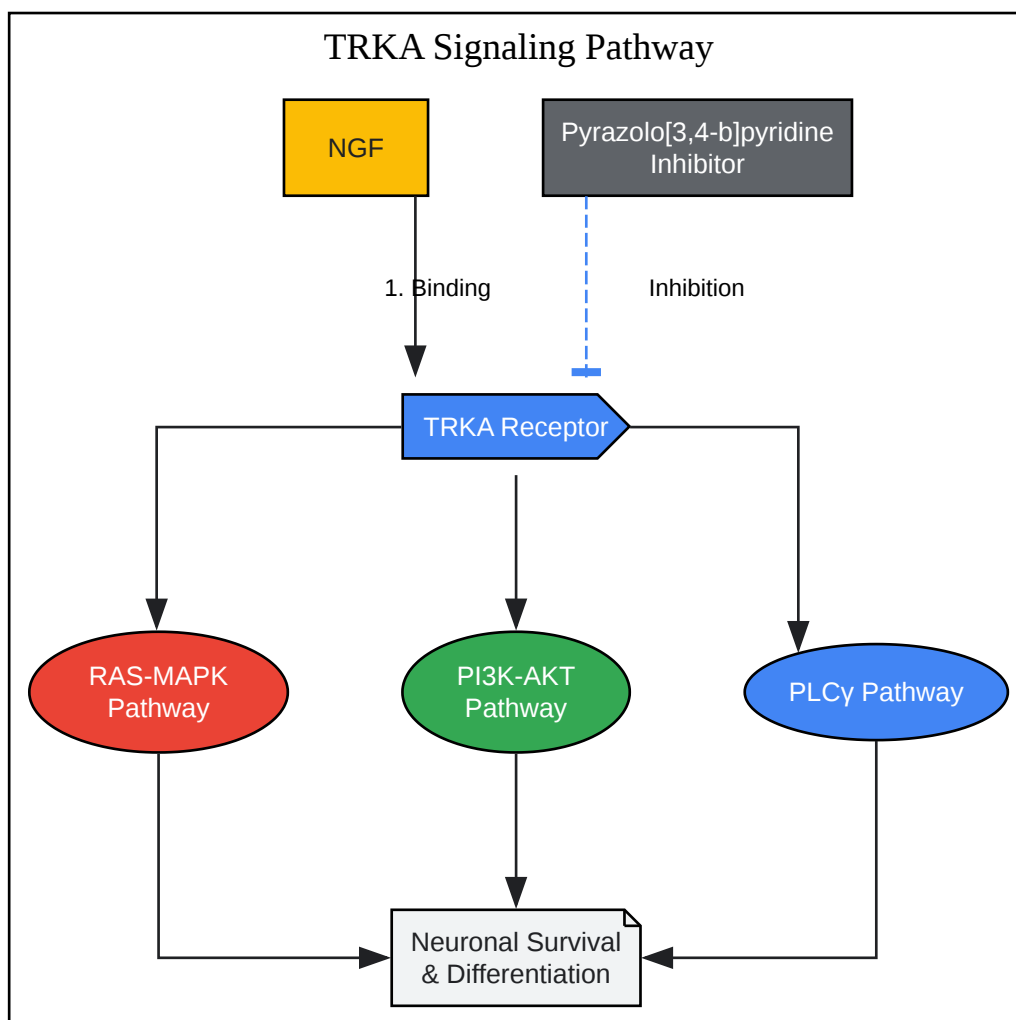 TRKA Signaling Pathway
NGF
Pyrazolo[3,4-b]pyridine
Inhibitor
1. Binding
Inhibition
TRKA Receptor
RAS-MAPK
Pathway
PI3K-AKT
Pathway
PLCγ Pathway
Neuronal Survival
& Differentiation